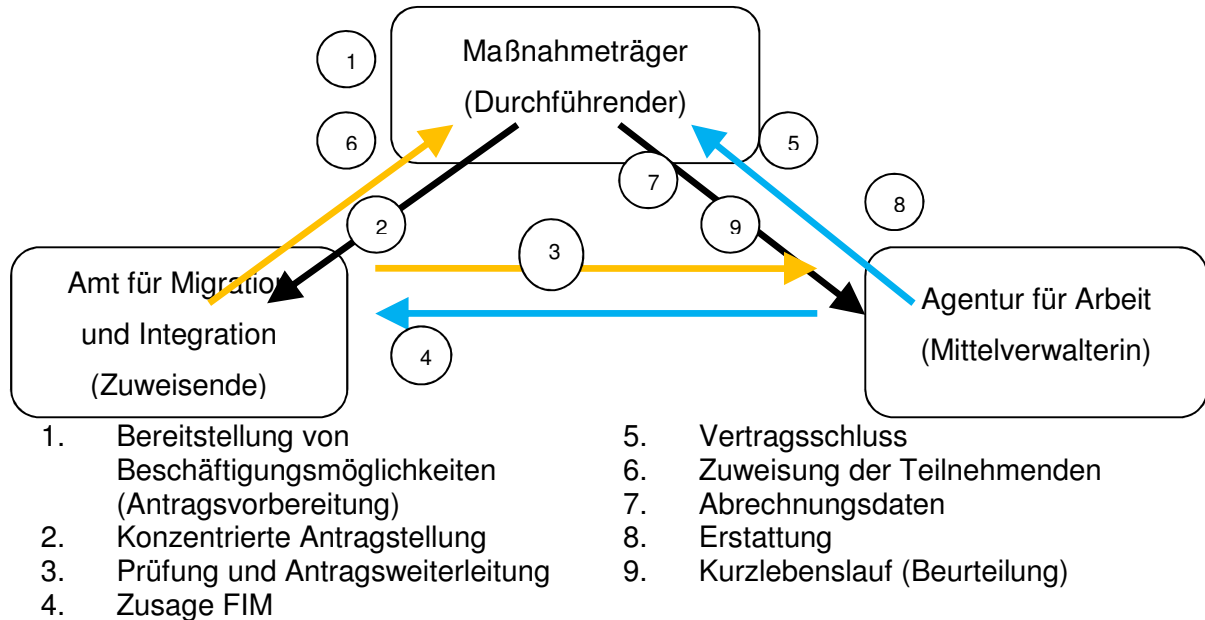 1
Maßnahmeträger
(Durchführender)
6
5
7
8
2
9
3
Amt für Migration
und Integration
(Zuweisende)
Agentur für Arbeit
(Mittelverwalterin)
4
1. Bereitstellung von
Beschäftigungsmöglichkeiten
(Antragsvorbereitung)
2. Konzentrierte Antragstellung
3. Prüfung und Antragsweiterleitung
4. Zusage FIM
5. Vertragsschluss
6. Zuweisung der Teilnehmenden
7. Abrechnungsdaten
8. Erstattung
9. Kurzlebenslauf (Beurteilung)